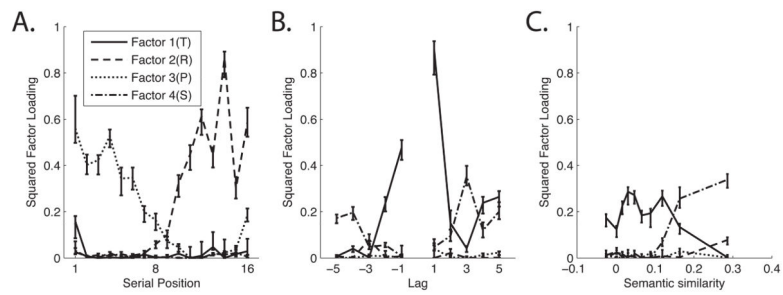 A.
Squared Factor Loading
1
0.8
0.6
0.4
0.2
0
Factor 1(T)
Factor 2(R)
Factor 3(P)
Factor 4(S)
1 8 16
Serial Position
B.
Squared Factor Loading
1
0.8
0.6
0.4
0.2
0
−5 −3 −1 1 3 5
Lag
C.
Squared Factor Loading
1
0.8
0.6
0.4
0.2
0
−0.1 0 0.1 0.2 0.3 0.4
Semantic similarity